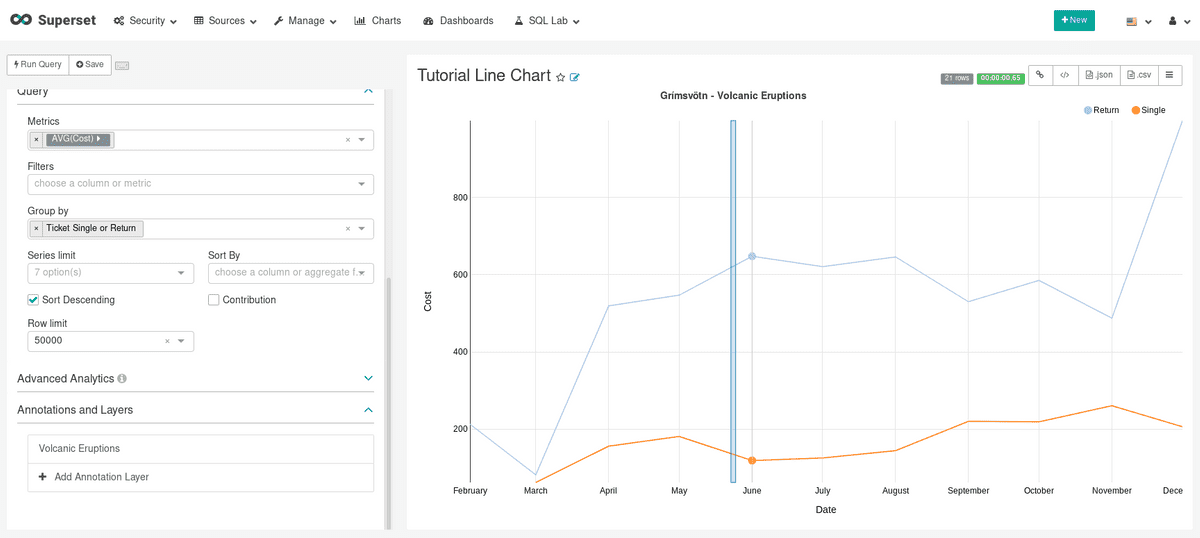 Superset Security Sources Manage Charts Dashboards SQL Lab + New
Run Query Save
Query
Metrics
× AVG(Cost)
Filters
choose a column or metric
Group by
× Ticket Single or Return
Series limit Sort By
7 option(s) choose a column or aggregate f..
Sort Descending Contribution
Row limit
50000
Advanced Analytics
Annotations and Layers
Volcanic Eruptions
+ Add Annotation Layer
Tutorial Line Chart 21 rows 00:00:00.65 </> .json .csv
Grímsvötn - Volcanic Eruptions
Return Single
800
600
400
200
Cost
February March April May June July August September October November Dece
Date